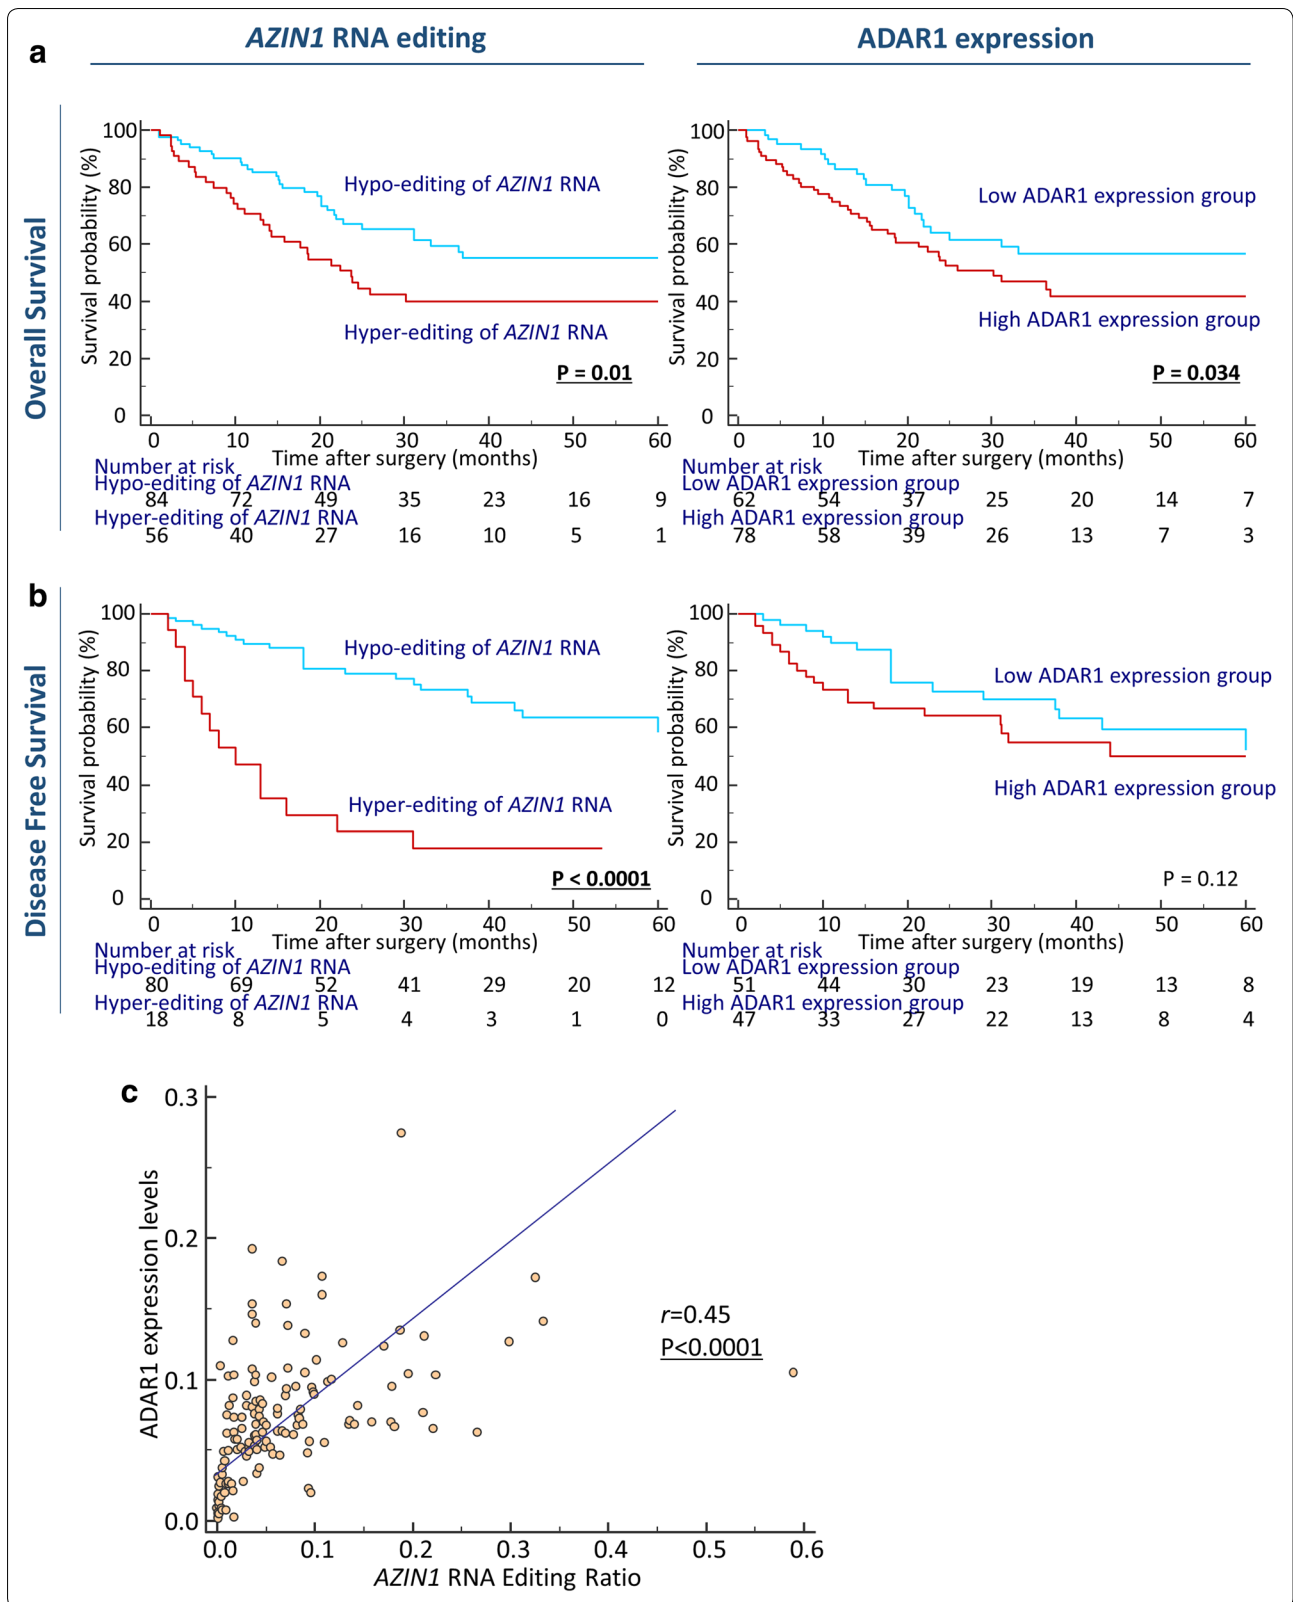 a
AZIN1 RNA editing
ADAR1 expression
Overall Survival
Survival probability (%)
100
80
60
40
20
0
Hypo-editing of AZIN1 RNA
Hyper-editing of AZIN1 RNA
P = 0.01
0 10 20 30 40 50 60
Time after surgery (months)
Number at risk
Hypo-editing of AZIN1 RNA
84 72 49 35 23 16 9
Hyper-editing of AZIN1 RNA
56 40 27 16 10 5 1
Survival probability (%)
100
80
60
40
20
0
Low ADAR1 expression group
High ADAR1 expression group
P = 0.034
0 10 20 30 40 50 60
Time after surgery (months)
Number at risk
Low ADAR1 expression group
62 54 37 25 20 14 7
High ADAR1 expression group
78 58 39 26 13 7 3
b
Disease Free Survival
Survival probability (%)
100
80
60
40
20
0
Hypo-editing of AZIN1 RNA
Hyper-editing of AZIN1 RNA
P < 0.0001
0 10 20 30 40 50 60
Time after surgery (months)
Number at risk
Hypo-editing of AZIN1 RNA
80 69 52 41 29 20 12
Hyper-editing of AZIN1 RNA
18 8 5 4 3 1 0
Survival probability (%)
100
80
60
40
20
0
Low ADAR1 expression group
High ADAR1 expression group
P = 0.12
0 10 20 30 40 50 60
Time after surgery (months)
Number at risk
Low ADAR1 expression group
51 44 30 23 19 13 8
High ADAR1 expression group
47 33 27 22 13 8 4
c
ADAR1 expression levels
0.3
0.2
0.1
0.0
r=0.45
P<0.0001
0.0 0.1 0.2 0.3 0.4 0.5 0.6
AZIN1 RNA Editing Ratio